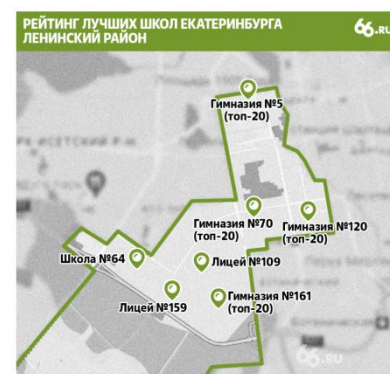 РЕЙТИНГ ЛУЧШИХ ШКОЛ ЕКАТЕРИНБУРГА
ЛЕНИНСКИЙ РАЙОН
66.RU
Гимназия №5
(топ-20)
Гимназия №70
(топ-20)
Гимназия №120
(топ-20)
Школа №64
Лицей №109
Лицей №159
Гимназия №161
(топ-20)
66.RU